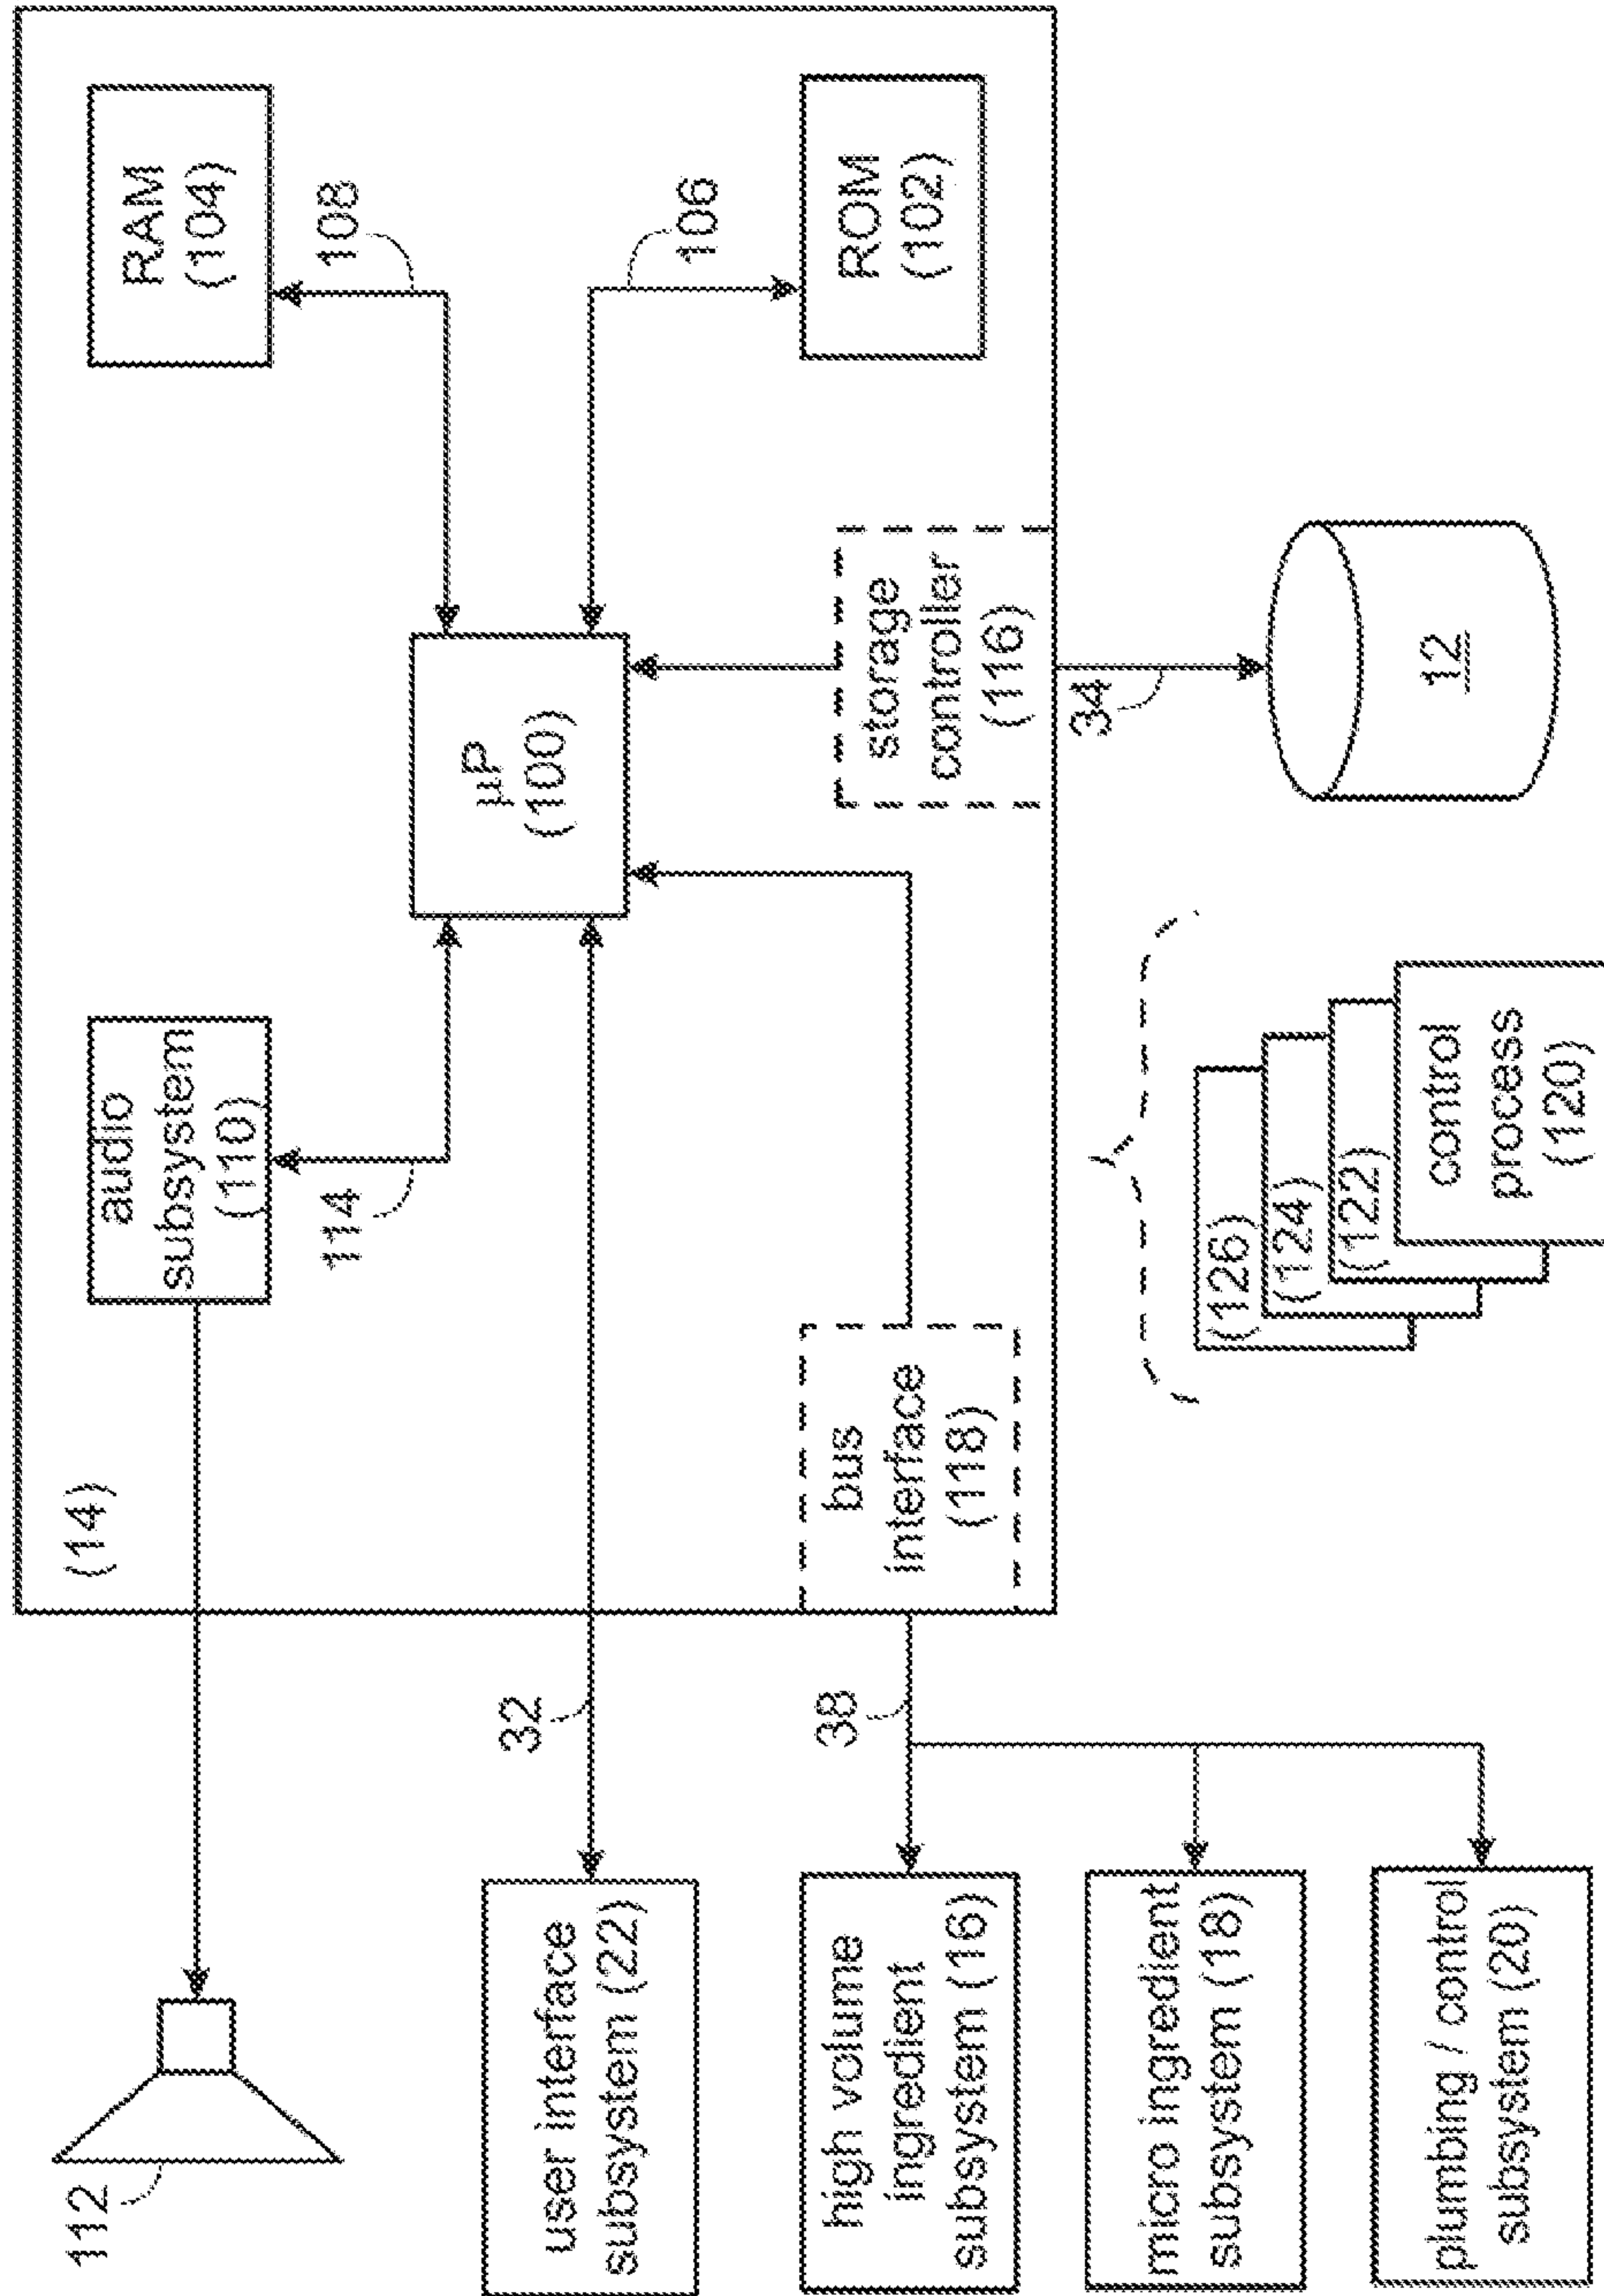 112
(14)
audio
subsystem
(110)
114
RAM
(104)
108
32
user interface
subsystem (22)
µP
(100)
106
38
high volume
ingredient
subsystem (16)
bus
interface
(118)
storage
controller
(116)
ROM
(102)
34
micro ingredient
subsystem (18)
(126)
(124)
(122)
control
process
(120)
12
plumbing / control
subsystem (20)